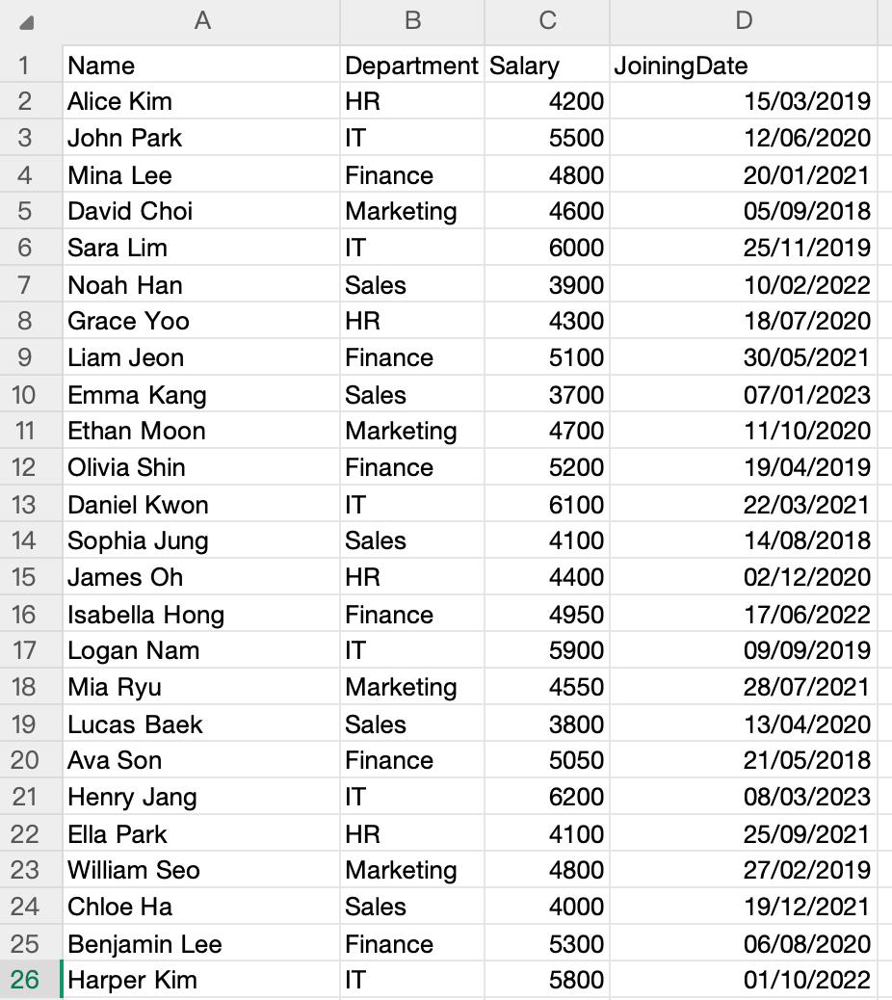 A B C D
1 Name Department Salary JoiningDate
2 Alice Kim HR 4200 15/03/2019
3 John Park IT 5500 12/06/2020
4 Mina Lee Finance 4800 20/01/2021
5 David Choi Marketing 4600 05/09/2018
6 Sara Lim IT 6000 25/11/2019
7 Noah Han Sales 3900 10/02/2022
8 Grace Yoo HR 4300 18/07/2020
9 Liam Jeon Finance 5100 30/05/2021
10 Emma Kang Sales 3700 07/01/2023
11 Ethan Moon Marketing 4700 11/10/2020
12 Olivia Shin Finance 5200 19/04/2019
13 Daniel Kwon IT 6100 22/03/2021
14 Sophia Jung Sales 4100 14/08/2018
15 James Oh HR 4400 02/12/2020
16 Isabella Hong Finance 4950 17/06/2022
17 Logan Nam IT 5900 09/09/2019
18 Mia Ryu Marketing 4550 28/07/2021
19 Lucas Baek Sales 3800 13/04/2020
20 Ava Son Finance 5050 21/05/2018
21 Henry Jang IT 6200 08/03/2023
22 Ella Park HR 4100 25/09/2021
23 William Seo Marketing 4800 27/02/2019
24 Chloe Ha Sales 4000 19/12/2021
25 Benjamin Lee Finance 5300 06/08/2020
26 Harper Kim IT 5800 01/10/2022